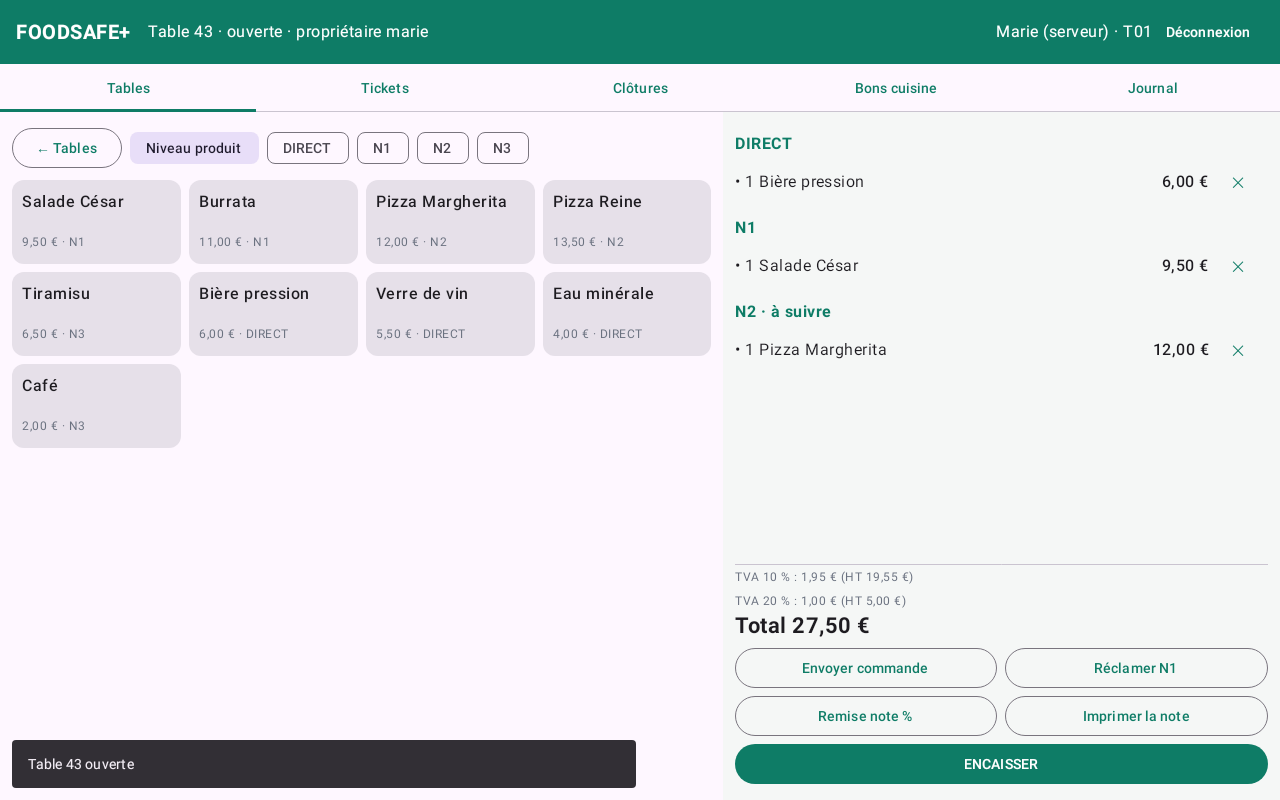 FOODSAFE+ Table 43 · ouverte · propriétaire marie Marie (serveur) · T01 Déconnexion
Tables Tickets Clôtures Bons cuisine Journal
← Tables Niveau produit DIRECT N1 N2 N3
Salade César
9,50 € · N1
Burrata
11,00 € · N1
Pizza Margherita
12,00 € · N2
Pizza Reine
13,50 € · N2
Tiramisu
6,50 € · N3
Bière pression
6,00 € · DIRECT
Verre de vin
5,50 € · DIRECT
Eau minérale
4,00 € · DIRECT
Café
2,00 € · N3
Table 43 ouverte
DIRECT
• 1 Bière pression 6,00 € ×
N1
• 1 Salade César 9,50 € ×
N2 · à suivre
• 1 Pizza Margherita 12,00 € ×
TVA 10 % : 1,95 € (HT 19,55 €)
TVA 20 % : 1,00 € (HT 5,00 €)
Total 27,50 €
Envoyer commande Réclamer N1
Remise note % Imprimer la note
ENCAISSER